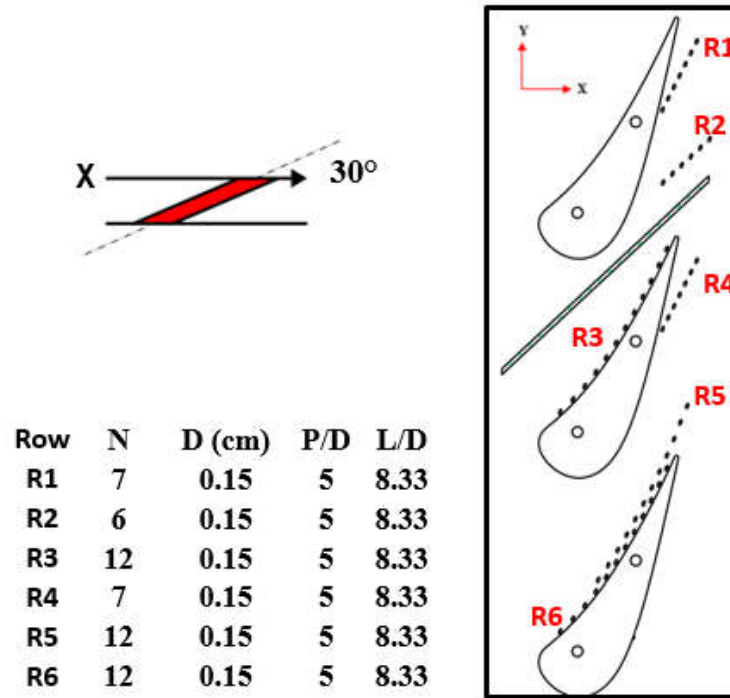 X 30°
Row N D (cm) P/D L/D
R1 7 0.15 5 8.33
R2 6 0.15 5 8.33
R3 12 0.15 5 8.33
R4 7 0.15 5 8.33
R5 12 0.15 5 8.33
R6 12 0.15 5 8.33
Y
X
R1
R2
R4
R3
R5
R6